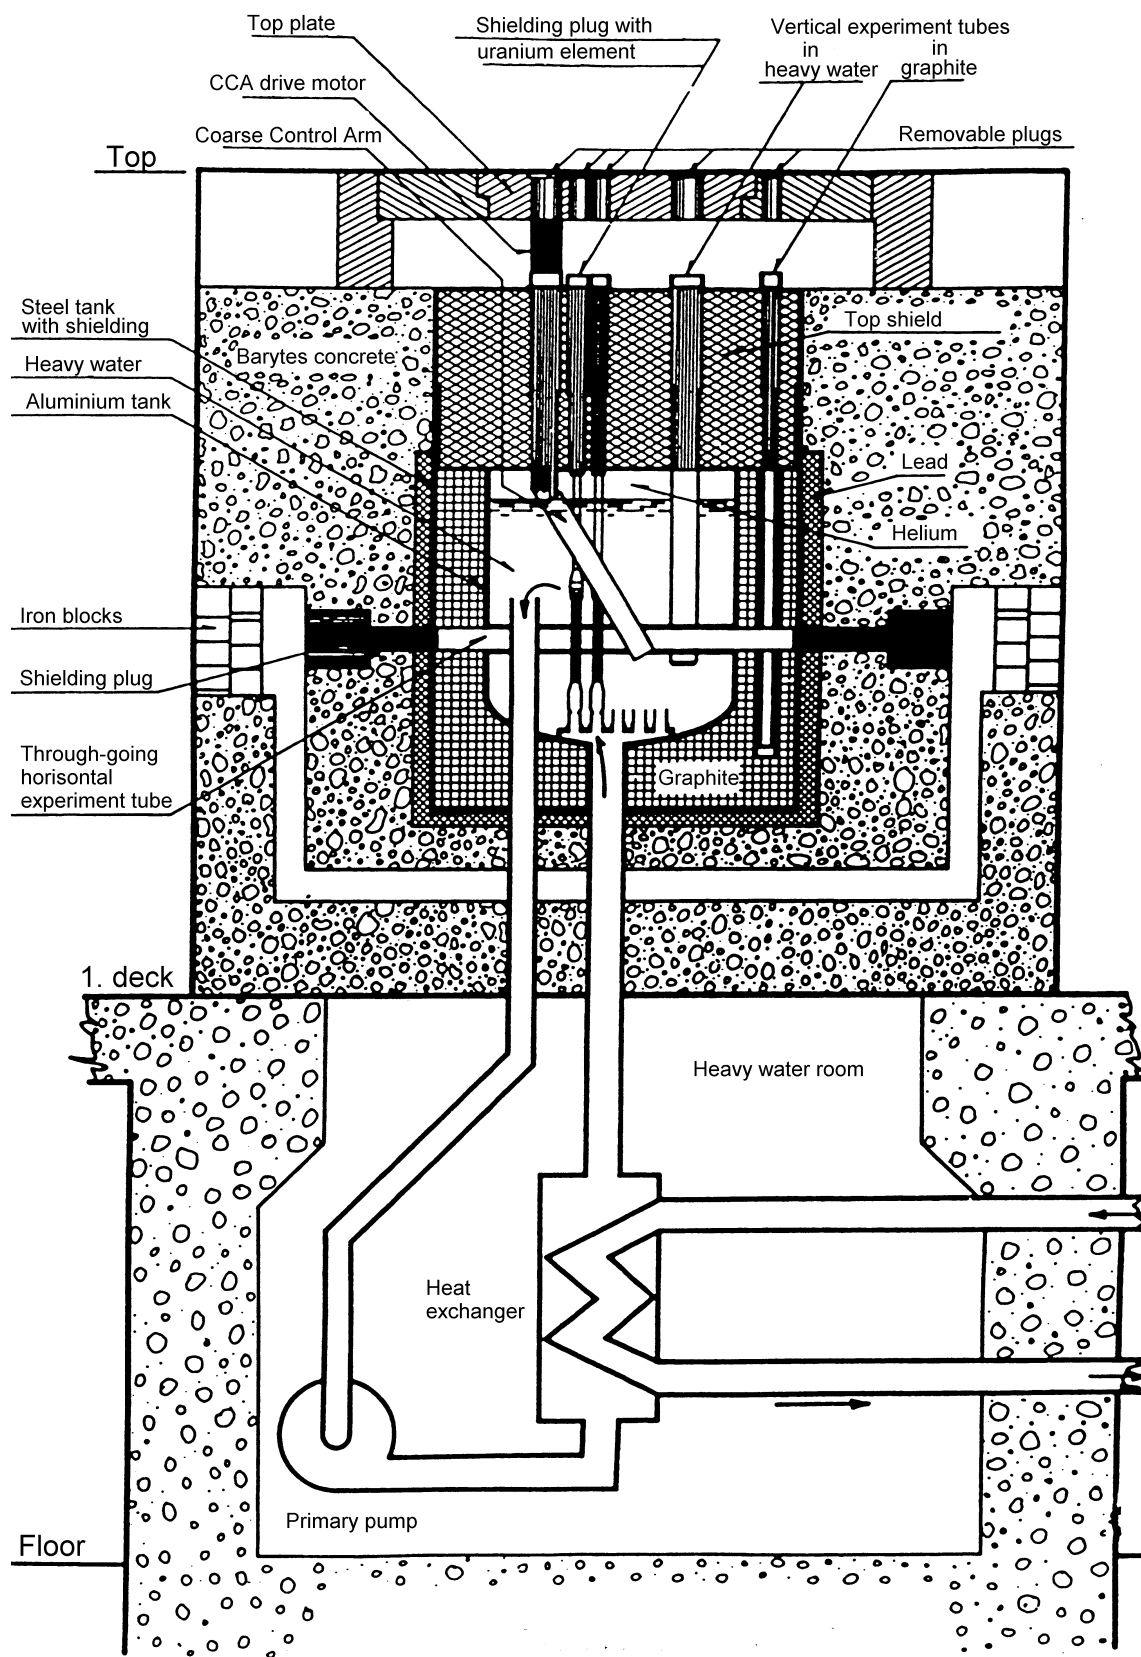 Top plate
Shielding plug with
uranium element
Vertical experiment tubes
in
heavy water
in
graphite
CCA drive motor
Coarse Control Arm
Removable plugs
Top
Steel tank
with shielding
Barytes concrete
Top shield
Heavy water
Aluminium tank
Lead
Helium
Iron blocks
Shielding plug
Through-going
horisontal
experiment tube
Graphite
1. deck
Heavy water room
Heat
exchanger
Primary pump
Floor